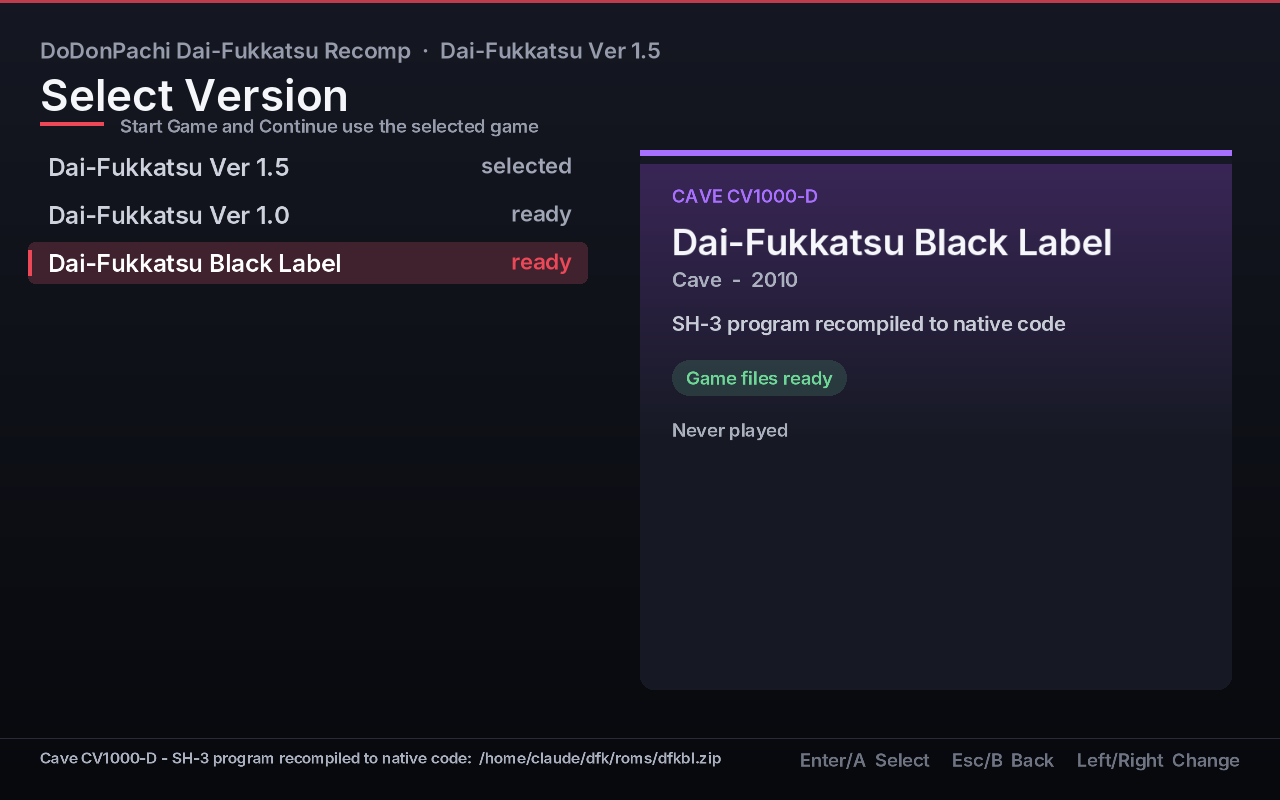 DoDonPachi Dai-Fukkatsu Recomp · Dai-Fukkatsu Ver 1.5
Select Version
Start Game and Continue use the selected game
Dai-Fukkatsu Ver 1.5 selected
Dai-Fukkatsu Ver 1.0 ready
Dai-Fukkatsu Black Label ready
CAVE CV1000-D
Dai-Fukkatsu Black Label
Cave - 2010
SH-3 program recompiled to native code
Game files ready
Never played
Cave CV1000-D - SH-3 program recompiled to native code: /home/claude/dfk/roms/dfkbl.zip
Enter/A Select Esc/B Back Left/Right Change